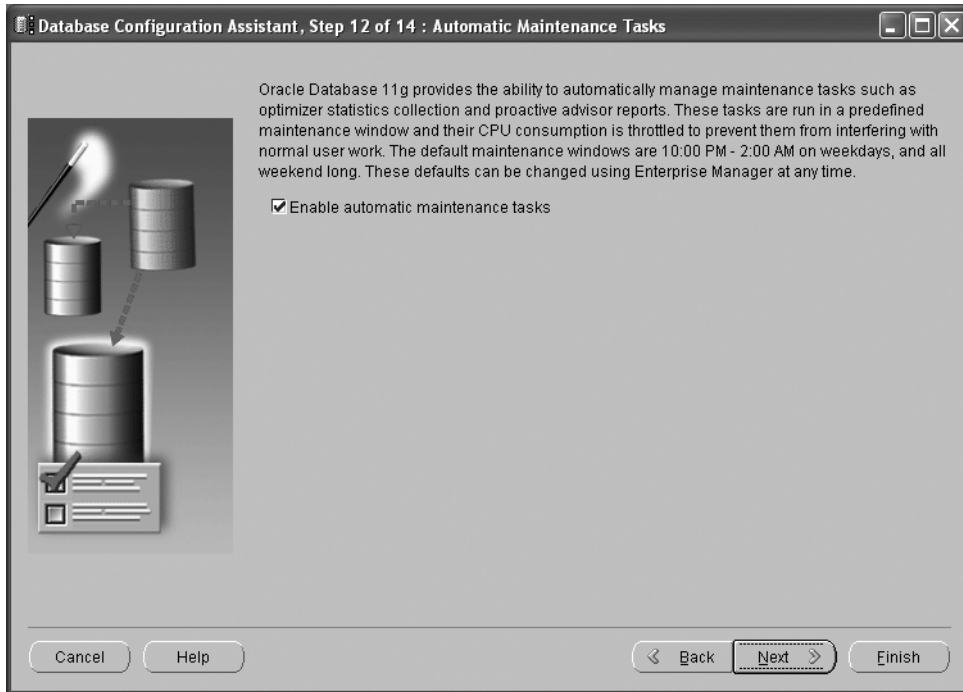 Database Configuration Assistant, Step 12 of 14 : Automatic Maintenance Tasks
Oracle Database 11g provides the ability to automatically manage maintenance tasks such as
optimizer statistics collection and proactive advisor reports. These tasks are run in a predefined
maintenance window and their CPU consumption is throttled to prevent them from interfering with
normal user work. The default maintenance windows are 10:00 PM - 2:00 AM on weekdays, and all
weekend long. These defaults can be changed using Enterprise Manager at any time.
Enable automatic maintenance tasks
Cancel Help Back Next Finish